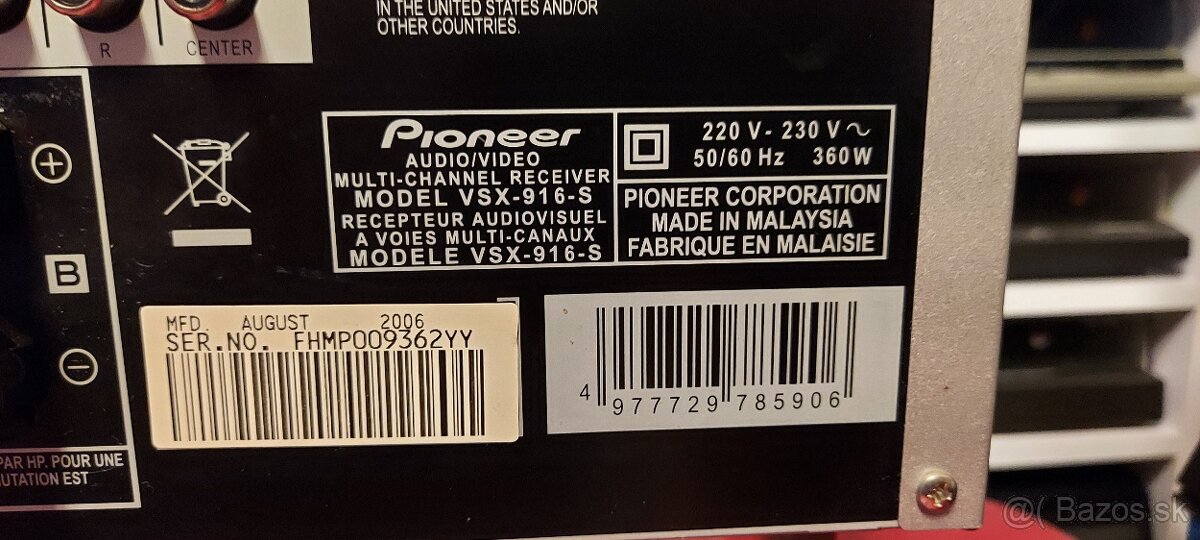 IN THE UNITED STATES AND/OR
OTHER COUNTRIES.
R
CENTER
Pioneer
AUDIO/VIDEO
MULTI-CHANNEL RECEIVER
MODEL VSX-916-S
RECEPTEUR AUDIOVISUEL
A VOIES MULTI-CANAUX
MODELE VSX-916-S
220 V - 230 V ~
50/60 Hz 360 W
PIONEER CORPORATION
MADE IN MALAYSIA
FABRIQUE EN MALAISIE
+
B
−
MFD. AUGUST 2006
SER.NO. FHMP009362YY
4 977729 785906
PAR HP. POUR UNE
UTATION EST
@( Bazos.sk